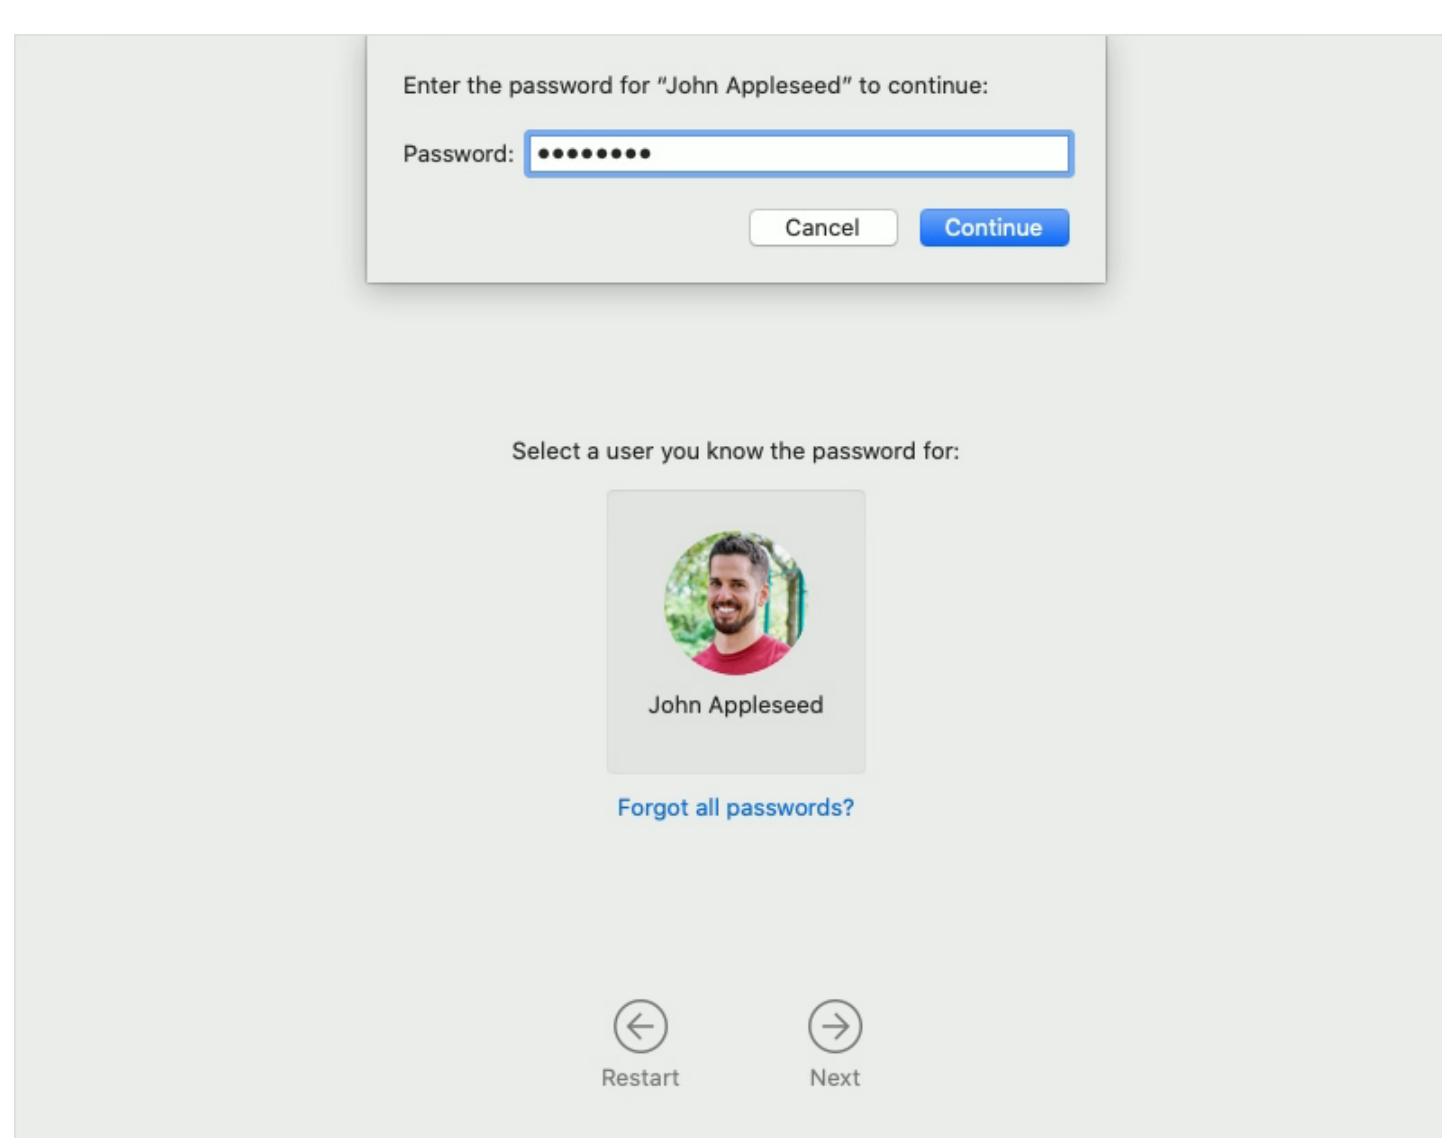 Enter the password for “John Appleseed” to continue:
Password: ••••••••
Cancel Continue
Select a user you know the password for:
John Appleseed
Forgot all passwords?
Restart Next